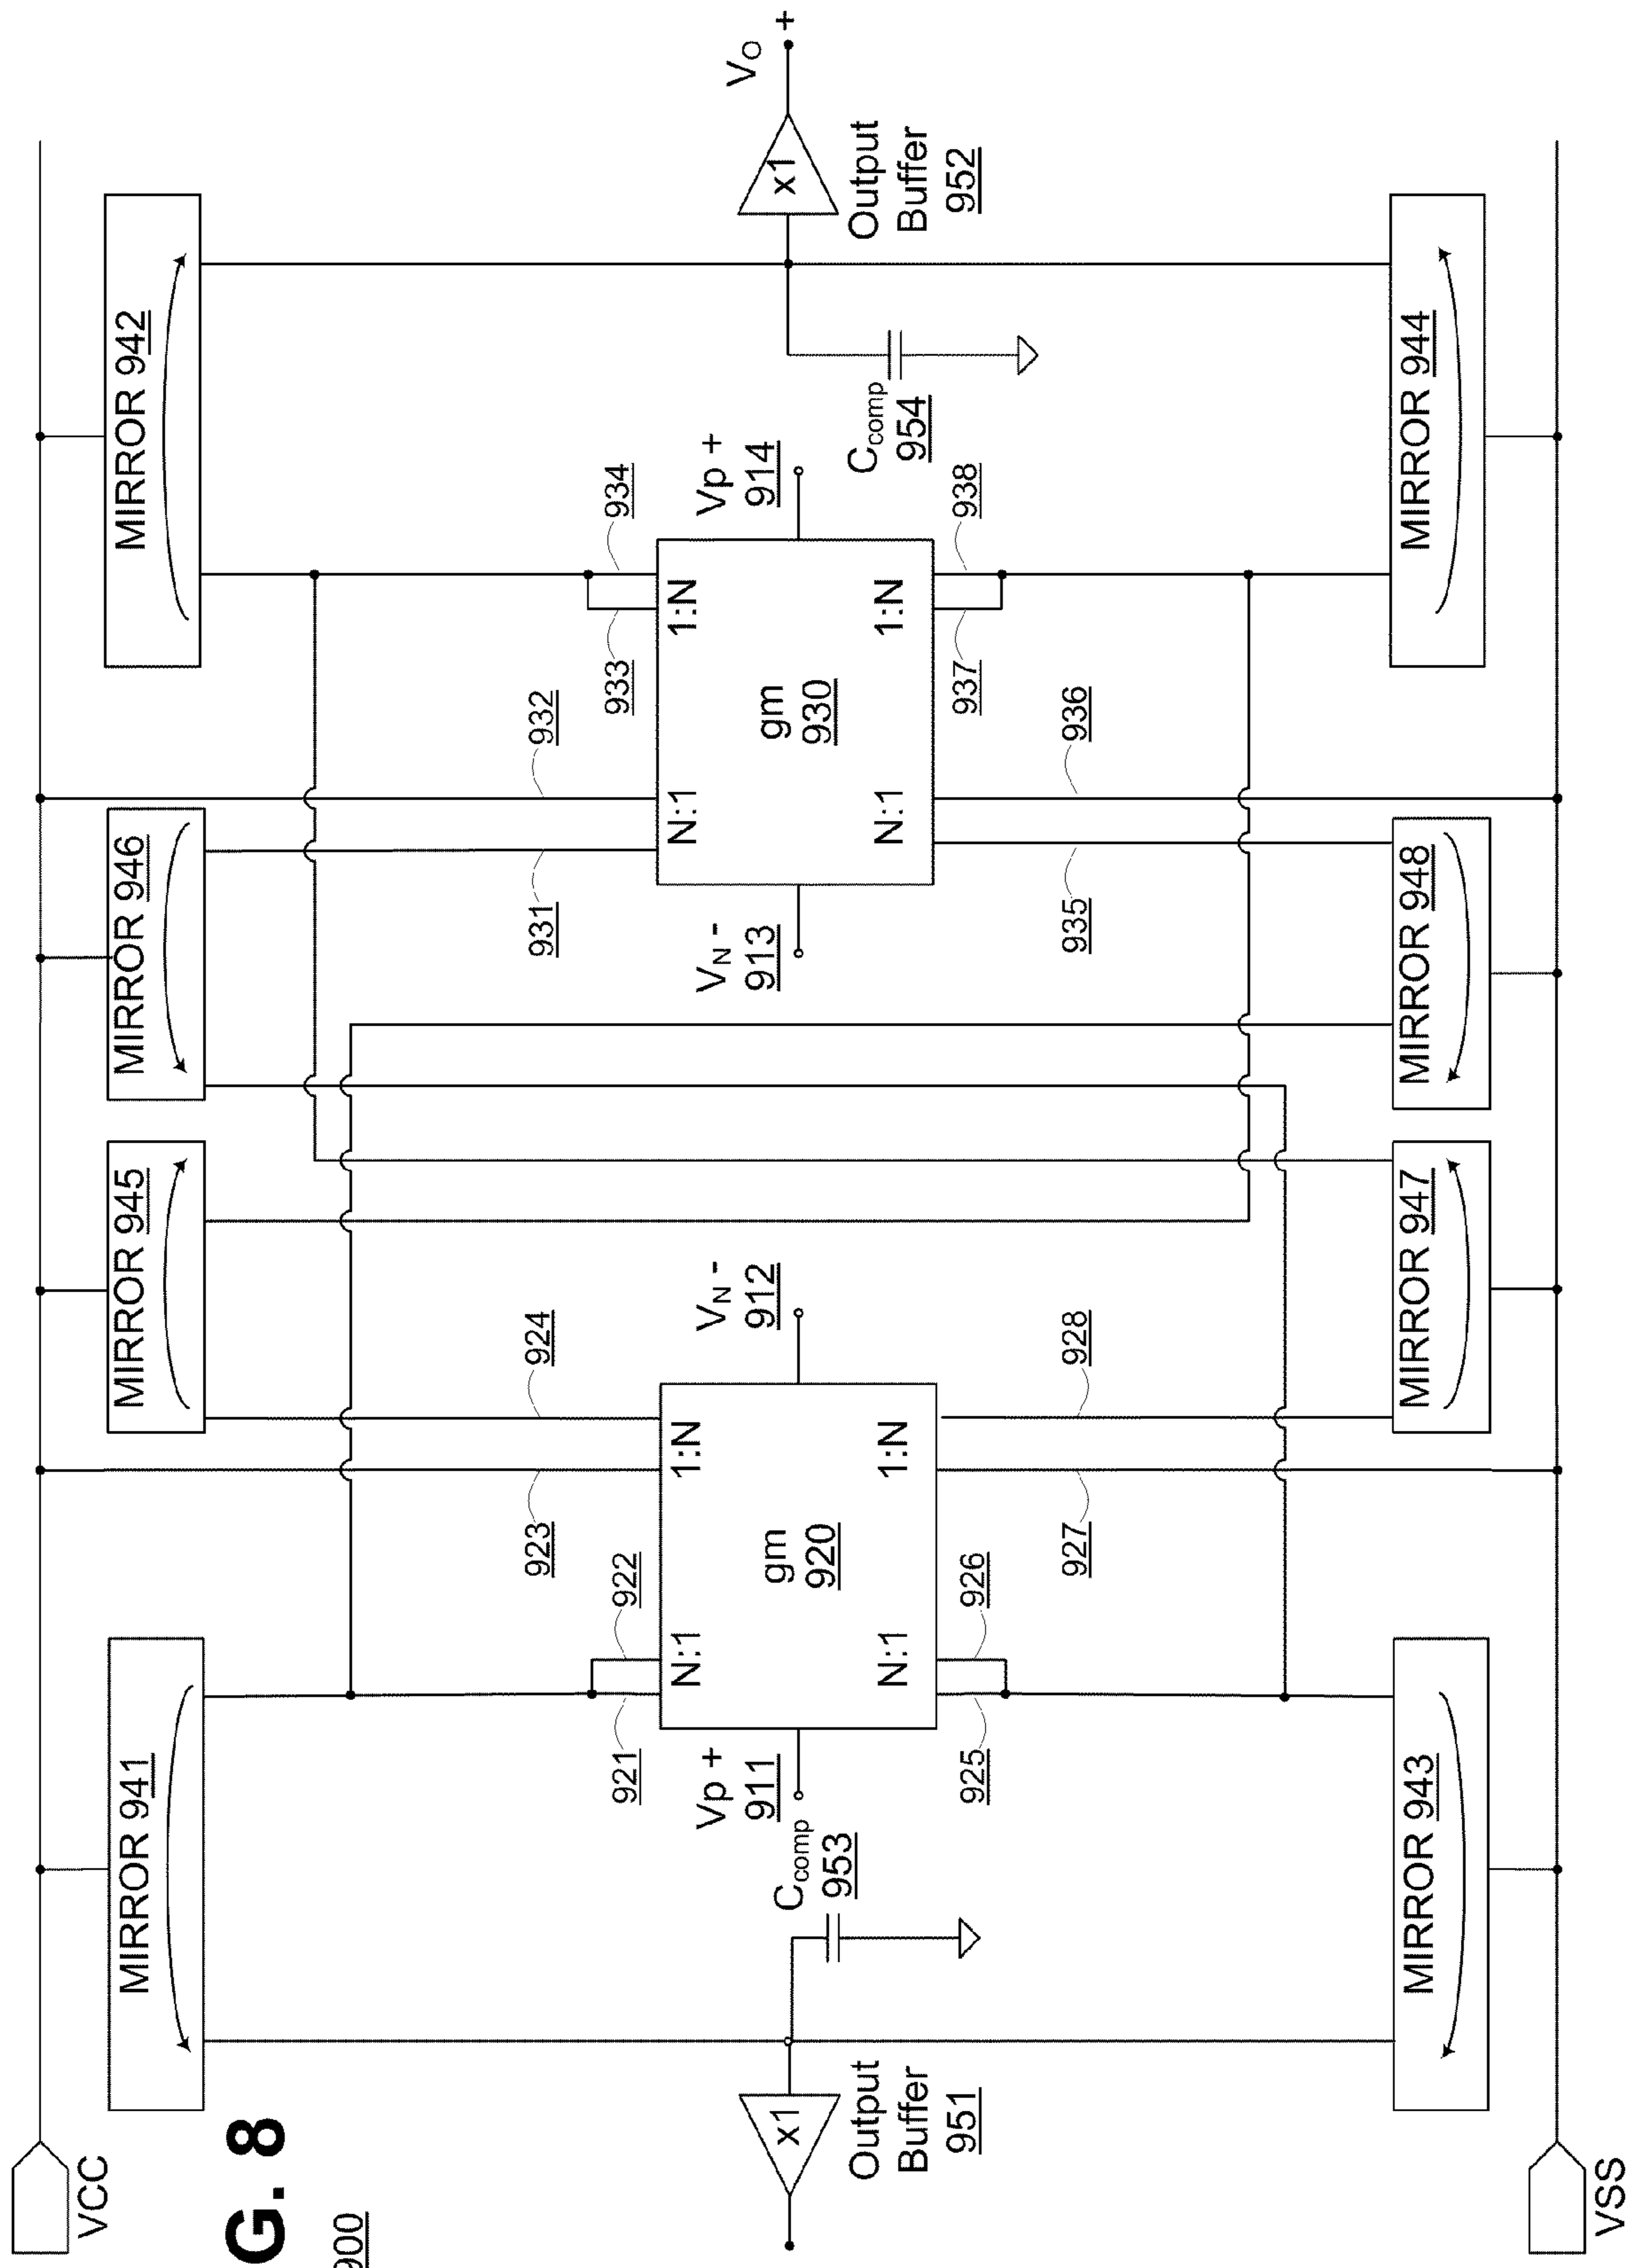 VCC
MIRROR 941
MIRROR 945
MIRROR 946
MIRROR 942
G. 8
900
921
922
923
924
931
932
933
934
Output
Buffer
951
x1
Ccomp
953
Vp +
911
N:1
1:N
gm
920
N:1
1:N
VN -
912
VN -
913
N:1
1:N
gm
930
N:1
1:N
Vp +
914
Ccomp
954
x1
Output
Buffer
952
VO
+
925
926
927
928
935
936
937
938
MIRROR 943
MIRROR 947
MIRROR 948
MIRROR 944
VSS